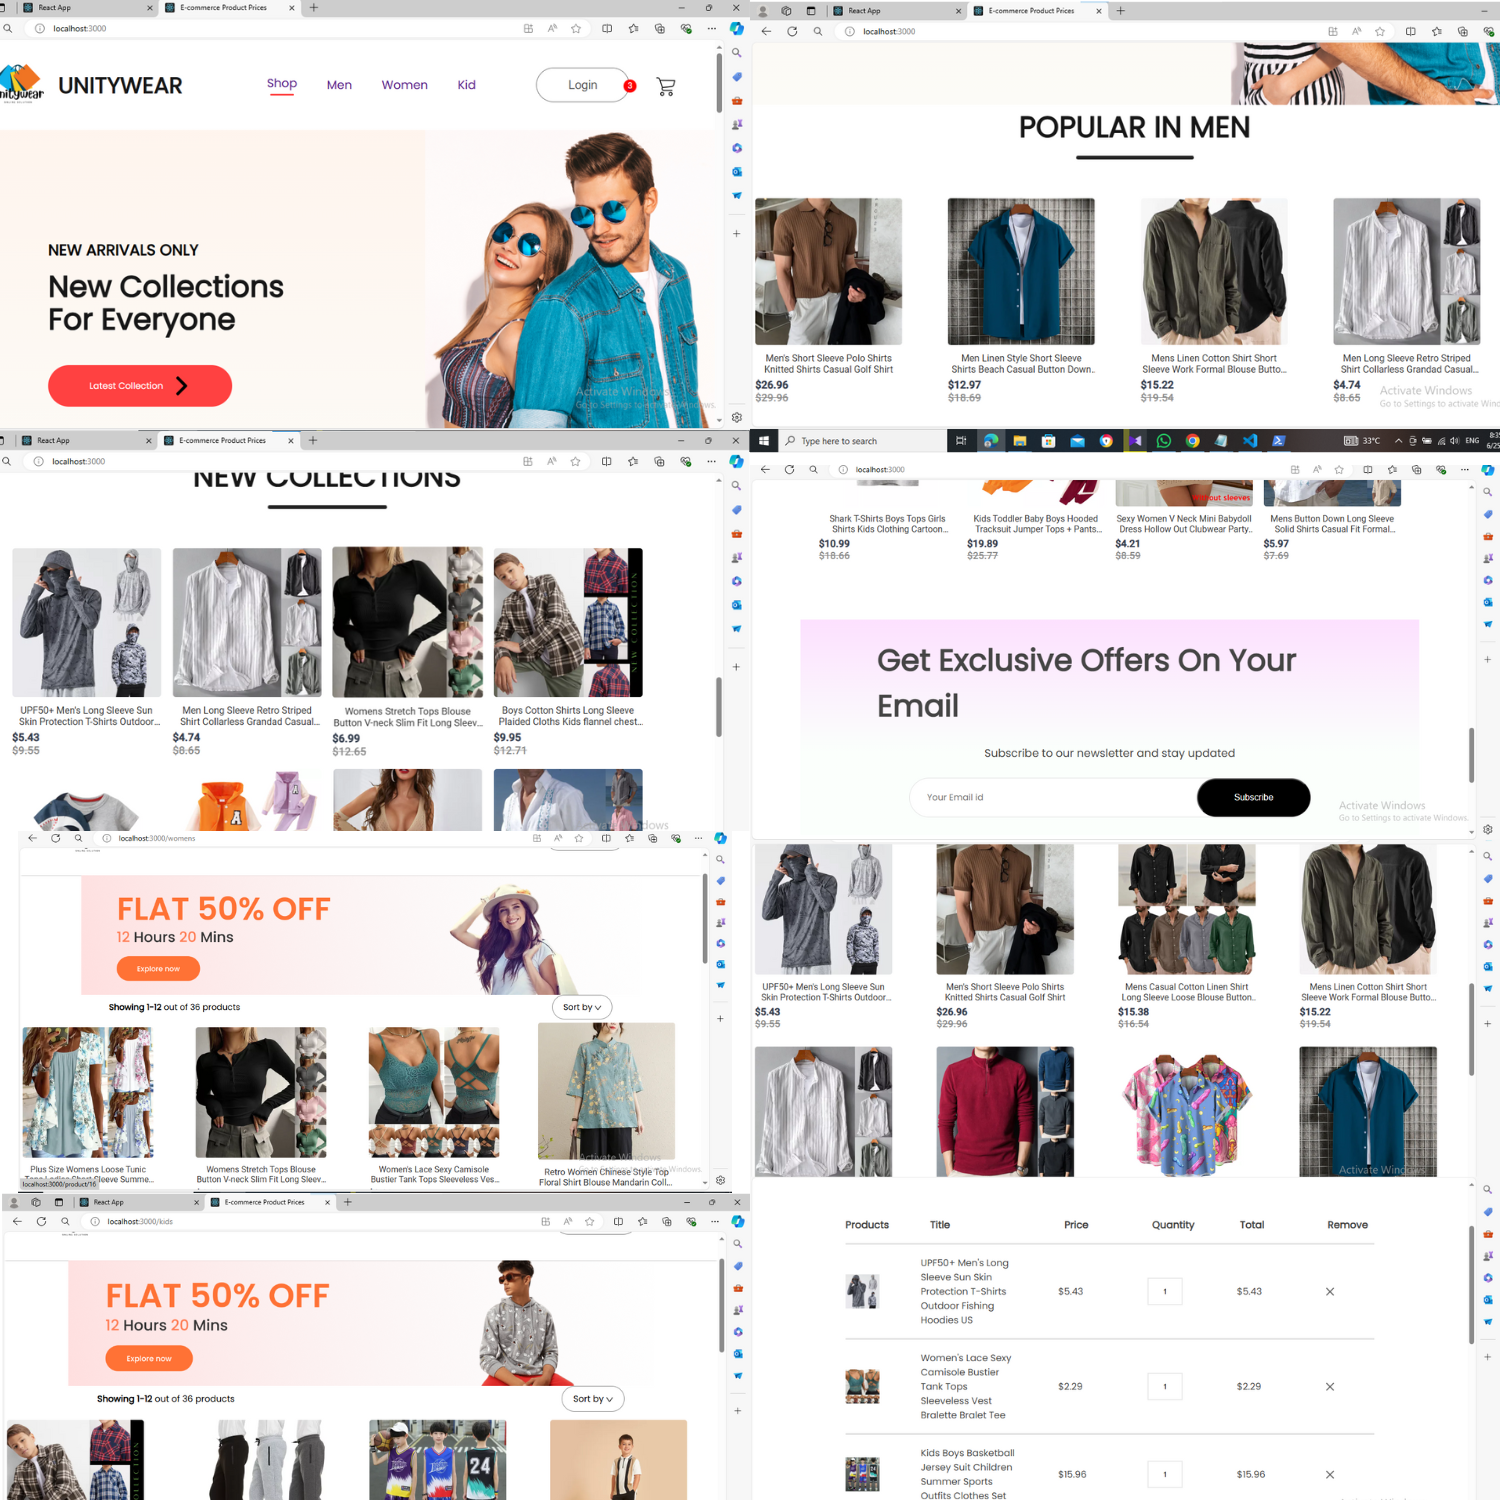 React App
E-commerce Product Prices
localhost:3000
unitywear
UNITYWEAR
Shop
Men
Women
Kid
Login
3
NEW ARRIVALS ONLY
New Collections
For Everyone
Latest Collection
Activate Windows
Go to Settings to activate Windows.
React App
E-commerce Product Prices
localhost:3000
POPULAR IN MEN
Men's Short Sleeve Polo Shirts
Knitted Shirts Casual Golf Shirt
$26.96
$29.96
Men Linen Style Short Sleeve
Shirts Beach Casual Button Down..
$12.97
$18.69
Mens Linen Cotton Shirt Short
Sleeve Work Formal Blouse Butto...
$15.22
$19.54
Men Long Sleeve Retro Striped
Shirt Collarless Grandad Casual...
$4.74
$8.65
Activate Windows
Go to Settings to activate Wind
Type here to search
33°C
ENG
React App
E-commerce Product Prices
localhost:3000
NEW COLLECTIONS
UPF50+ Men's Long Sleeve Sun
Skin Protection T-Shirts Outdoor...
$5.43
$9.55
Men Long Sleeve Retro Striped
Shirt Collarless Grandad Casual...
$4.74
$8.65
Womens Stretch Tops Blouse
Button V-neck Slim Fit Long Sleev...
$6.99
$12.65
NEW COLLECTION
Boys Cotton Shirts Long Sleeve
Plaided Cloths Kids flannel chest...
$9.95
$12.71
localhost:3000
without sleeves
Shark T-Shirts Boys Tops Girls
Shirts Kids Clothing Cartoon...
$10.99
$18.66
Kids Toddler Baby Boys Hooded
Tracksuit Jumper Tops + Pants...
$19.89
$25.77
Sexy Women V Neck Mini Babydoll
Dress Hollow Out Clubwear Party..
$4.21
$8.59
Mens Button Down Long Sleeve
Solid Shirts Casual Fit Formal...
$5.97
$7.69
Get Exclusive Offers On Your
Email
Subscribe to our newsletter and stay updated
Your Email id
Subscribe
Activate Windows
Go to Settings to activate Windows.
localhost:3000/womens
FLAT 50% OFF
12 Hours 20 Mins
Explore now
Showing 1-12 out of 36 products
Sort by
Plus Size Womens Loose Tunic
Tops Ladies Short Sleeve Summe...
Womens Stretch Tops Blouse
Button V-neck Slim Fit Long Sleev...
Women's Lace Sexy Camisole
Bustier Tank Tops Sleeveless Ves...
Retro Women Chinese Style Top
Floral Shirt Blouse Mandarin Coll...
Activate Windows
localhost:3000/product/16
UPF50+ Men's Long Sleeve Sun
Skin Protection T-Shirts Outdoor...
$5.43
$9.55
Men's Short Sleeve Polo Shirts
Knitted Shirts Casual Golf Shirt
$26.96
$29.96
Mens Casual Cotton Linen Shirt
Long Sleeve Loose Blouse Button..
$15.38
$16.54
Mens Linen Cotton Shirt Short
Sleeve Work Formal Blouse Butto...
$15.22
$19.54
Activate Windows
React App
E-commerce Product Prices
localhost:3000/kids
FLAT 50% OFF
12 Hours 20 Mins
Explore now
Showing 1-12 out of 36 products
Sort by
24
Products
Title
Price
Quantity
Total
Remove
UPF50+ Men's Long
Sleeve Sun Skin
Protection T-Shirts
Outdoor Fishing
Hoodies US
$5.43
1
$5.43
Women's Lace Sexy
Camisole Bustier
Tank Tops
Sleeveless Vest
Bralette Bralet Tee
$2.29
1
$2.29
Kids Boys Basketball
Jersey Suit Children
Summer Sports
Outfits Clothes Set
$15.96
1
$15.96